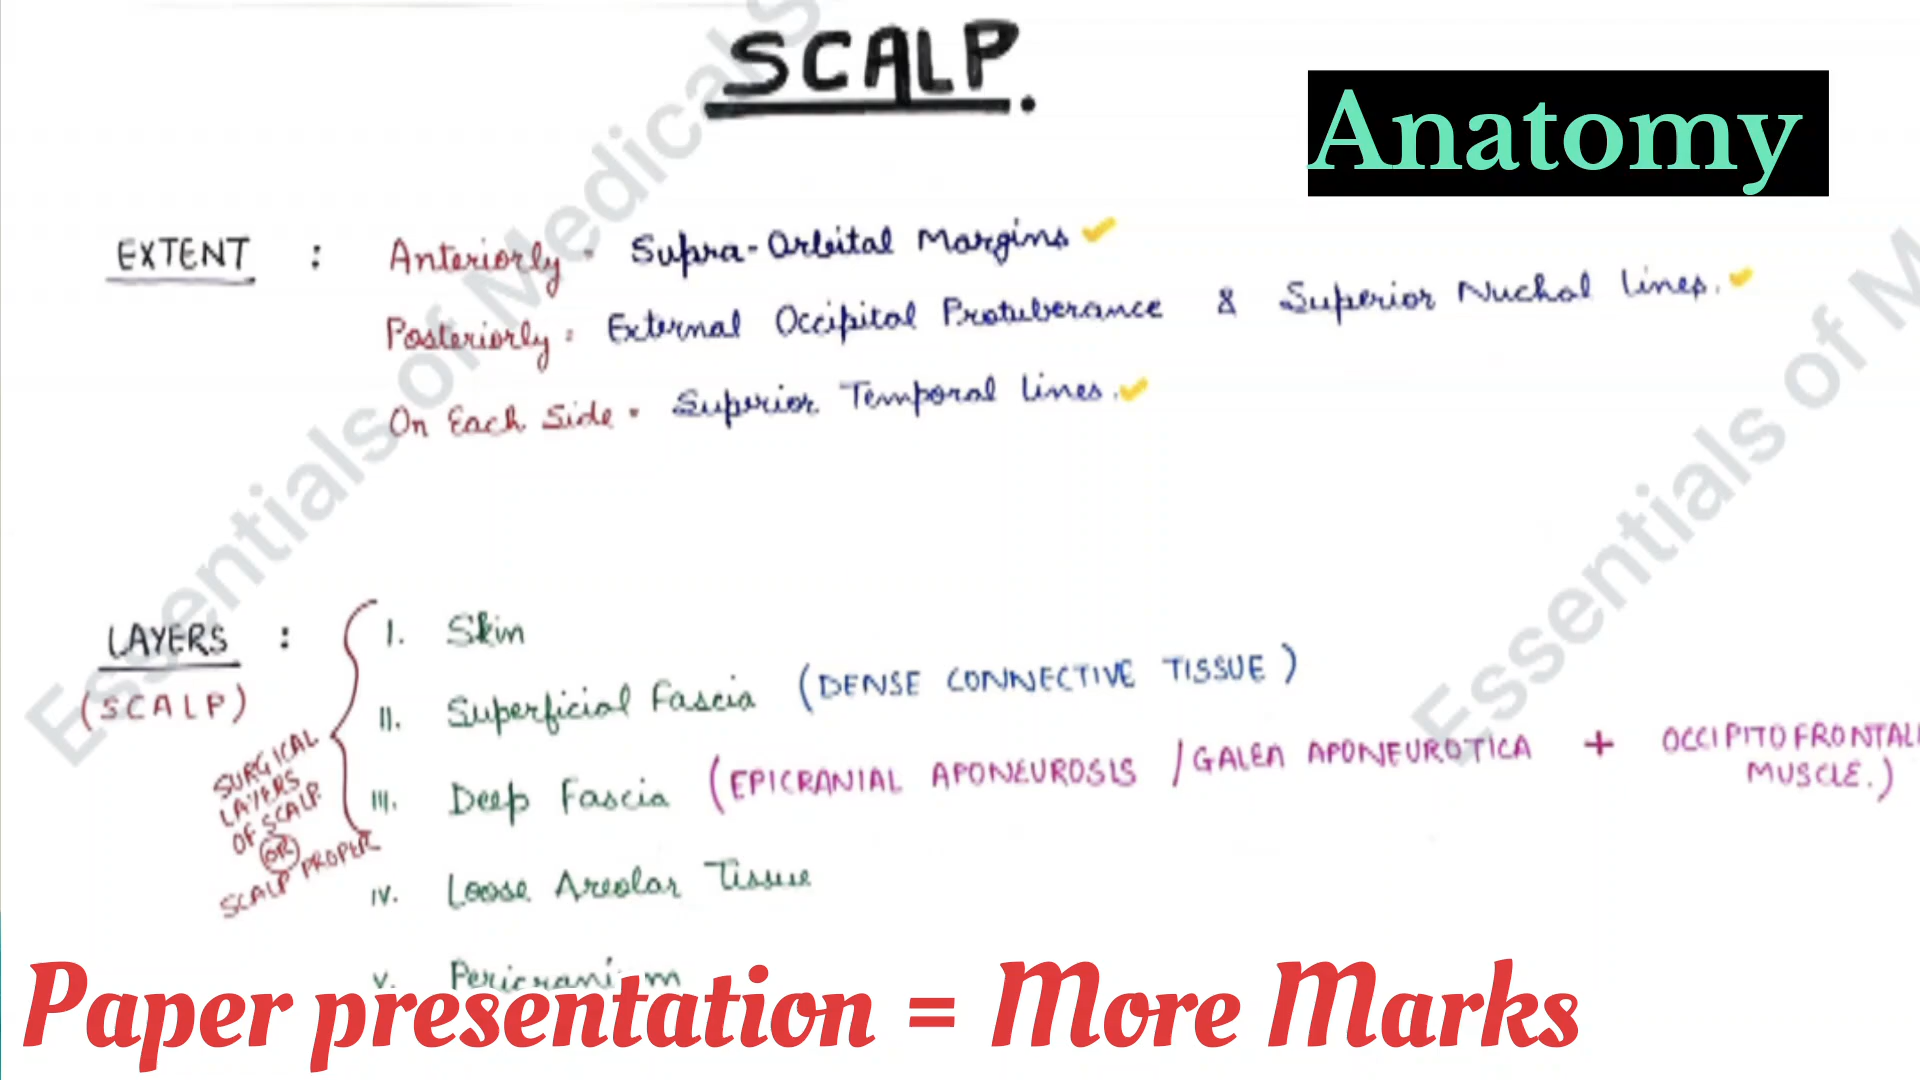 SCALP.
Anatomy
EXTENT : Anteriorly - Supra-Orbital Margins
Posteriorly : External Occipital Protuberance & Superior Nuchal lines.
On Each Side - Superior Temporal lines.
LAYERS :
(SCALP)
I. Skin
II. Superficial Fascia (DENSE CONNECTIVE TISSUE)
III. Deep Fascia (EPICRANIAL APONEUROSIS / GALEA APONEUROTICA + OCCIPITOFRONTALI
MUSCLE.)
IV. Loose Areolar Tissue
V. Pericranium
SURGICAL
LAYERS
OF SCALP
OR
SCALP PROPER
Paper presentation = More Marks
Essentials of Medicals
Essentials of M